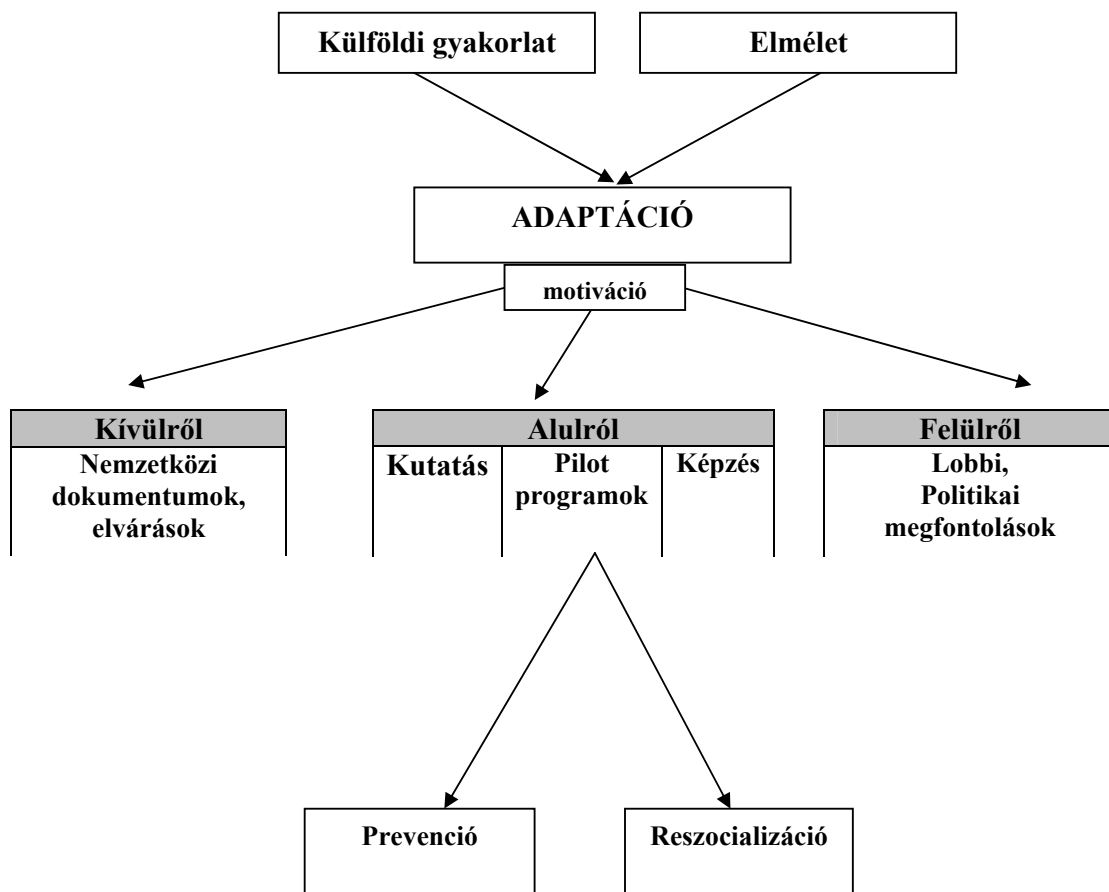 Külföldi gyakorlat
Elmélet
ADAPTÁCIÓ
motiváció
Kívülről
Nemzetközi
dokumentumok,
elvárások
Alulról
Kutatás
Pilot
programok
Képzés
Felülről
Lobbi,
Politikai
megfontolások
Prevenció
Reszocializáció